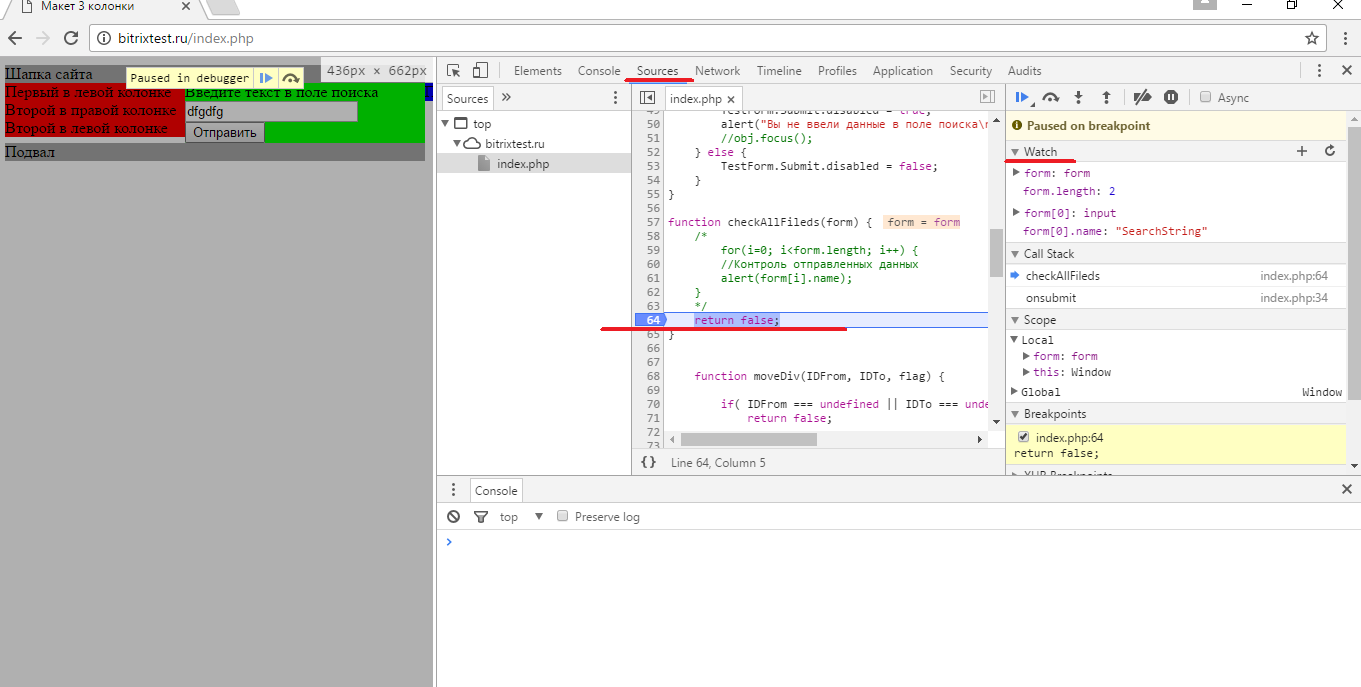 Макет 3 колонки
bitrixtest.ru/index.php
Шапка сайта
Paused in debugger
436px × 662px
Первый в левой колонке
Введите текст в поле поиска
Второй в правой колонке
dfgdfg
Второй в левой колонке
Отправить
Подвал
Elements Console Sources Network Timeline Profiles Application Security Audits
Sources
top
bitrixtest.ru
index.php
index.php
49 TestForm.Submit.disabled = true;
50 alert("Вы не ввели данные в поле поиска\n
51 //obj.focus();
52 } else {
53 TestForm.Submit.disabled = false;
54 }
55 }
56
57 function checkAllFileds(form) { form = form
58 /*
59 for(i=0; i<form.length; i++) {
60 //Контроль отправленных данных
61 alert(form[i].name);
62 }
63 */
64 return false;
65 }
66
67
68 function moveDiv(IDFrom, IDTo, flag) {
69
70 if( IDFrom === undefined || IDTo === unde
71 return false;
72
73
{} Line 64, Column 5
Async
Paused on breakpoint
Watch
form: form
form.length: 2
form[0]: input
form[0].name: "SearchString"
Call Stack
checkAllFileds index.php:64
onsubmit index.php:34
Scope
Local
form: form
this: Window
Global Window
Breakpoints
index.php:64
return false;
XHR Breakpoints
Console
top Preserve log